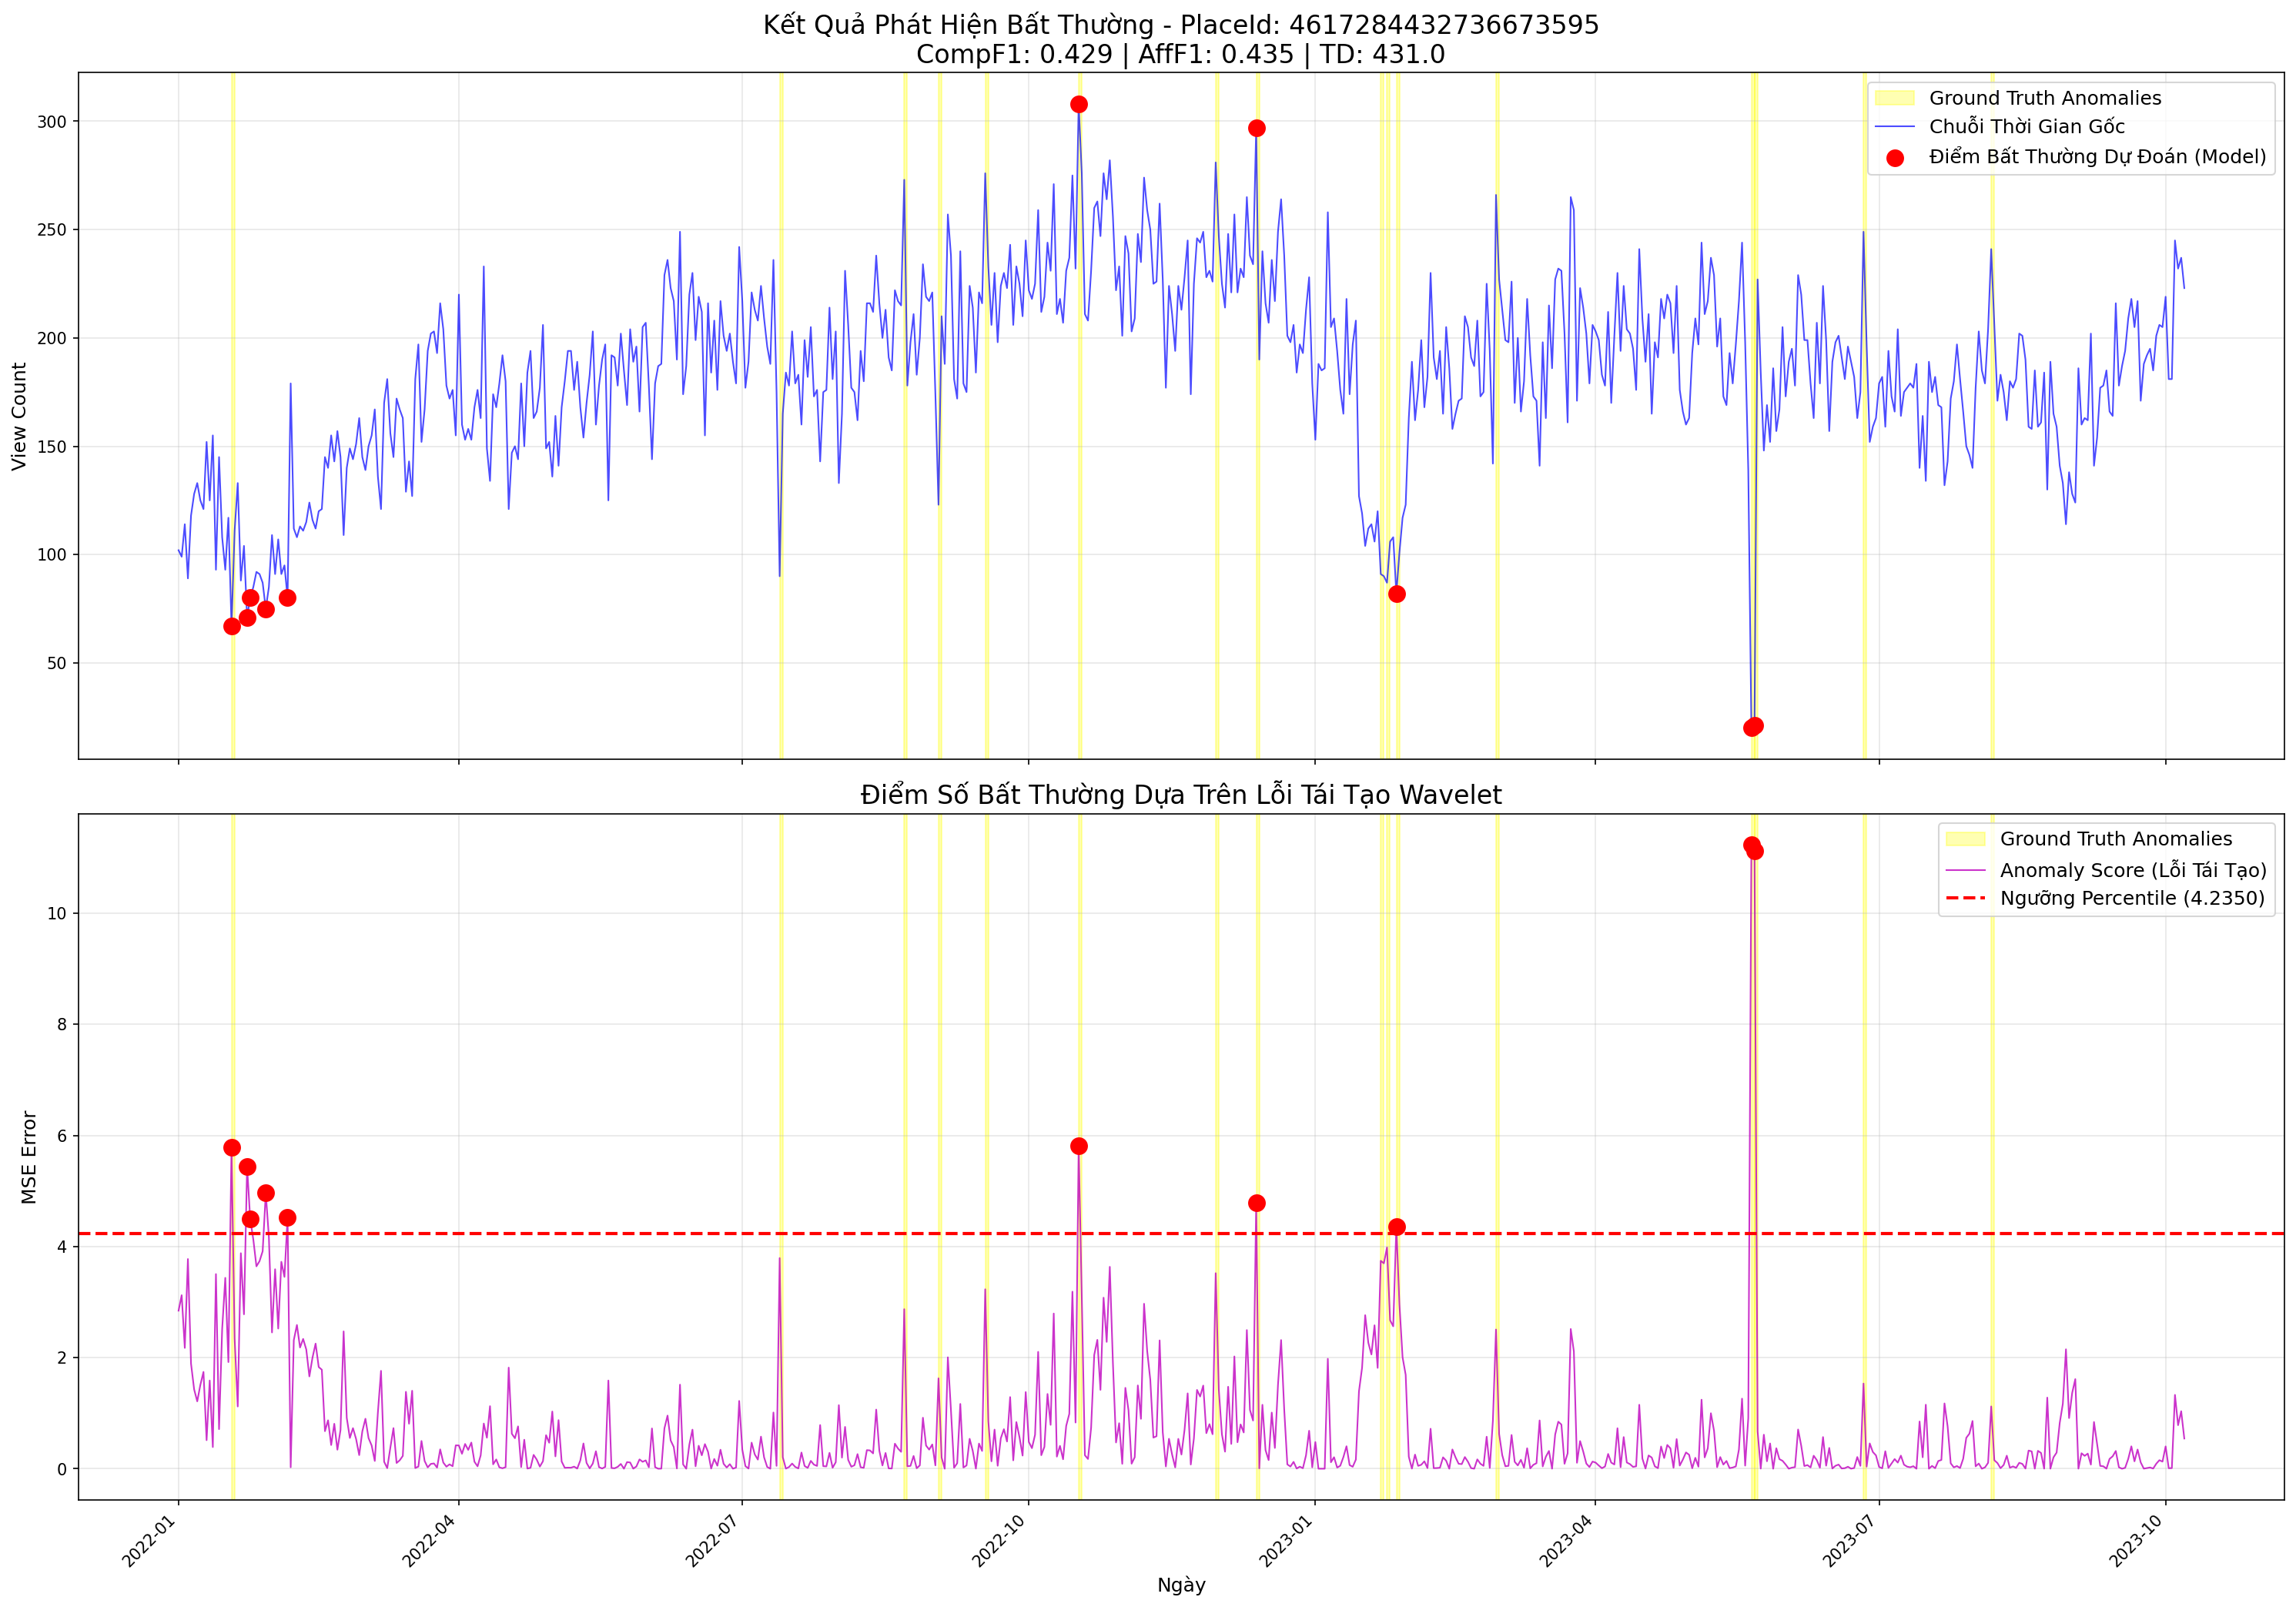 Kết Quả Phát Hiện Bất Thường - PlaceId: 4617284432736673595
CompF1: 0.429 | AffF1: 0.435 | TD: 431.0
Ground Truth Anomalies
Chuỗi Thời Gian Gốc
Điểm Bất Thường Dự Đoán (Model)
300
250
200
150
100
50
View Count
Điểm Số Bất Thường Dựa Trên Lỗi Tái Tạo Wavelet
Ground Truth Anomalies
Anomaly Score (Lỗi Tái Tạo)
Ngưỡng Percentile (4.2350)
10
8
6
4
2
0
MSE Error
2022-01
2022-04
2022-07
2022-10
2023-01
2023-04
2023-07
2023-10
Ngày